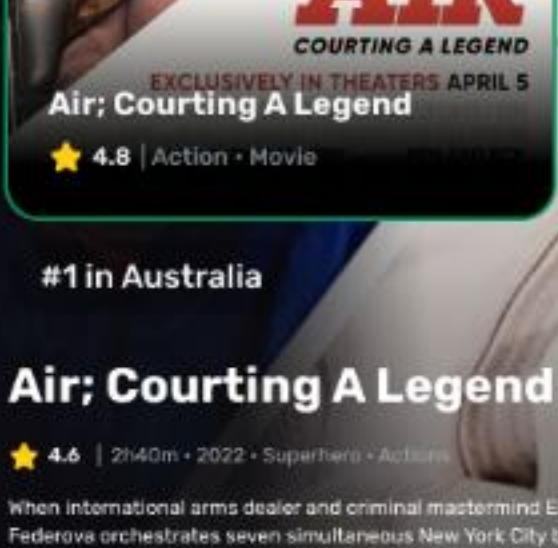 AIR
COURTING A LEGEND
EXCLUSIVELY IN THEATERS APRIL 5
Air; Courting A Legend
4.8 | Action • Movie
#1 in Australia
Air; Courting A Legend
4.6 | 2h40m • 2022 • Superhero • Actions
When international arms dealer and criminal mastermind E
Federova orchestrates seven simultaneous New York City